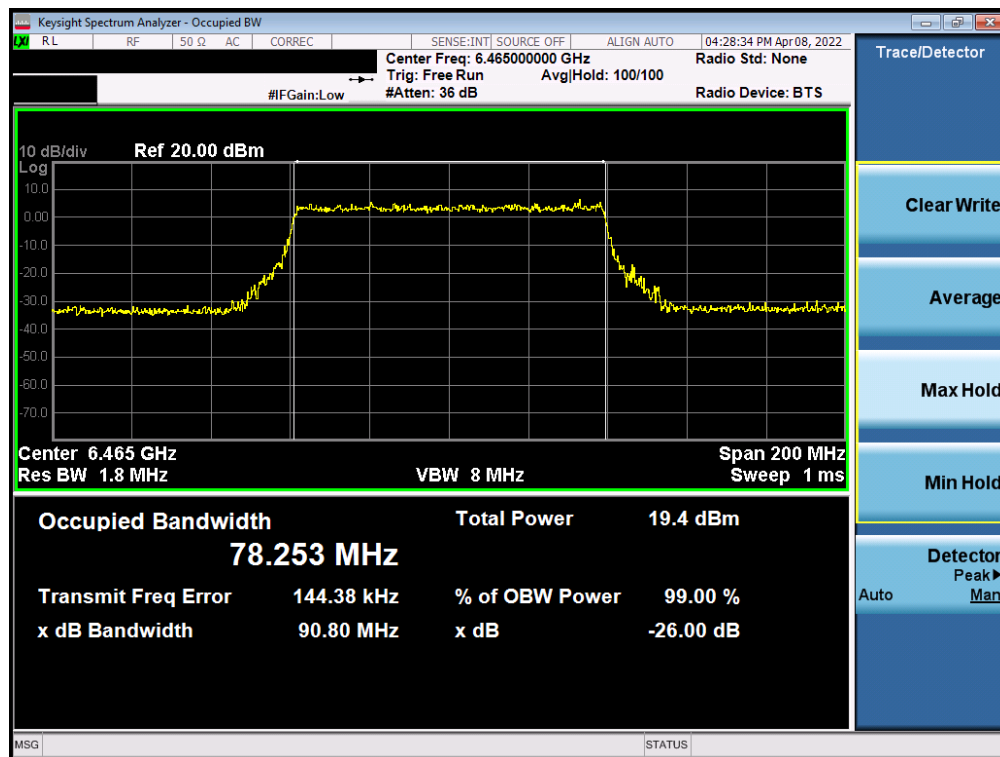 Keysight Spectrum Analyzer - Occupied BW
LXI RL RF 50 Ω AC CORREC SENSE:INT SOURCE OFF ALIGN AUTO 04:28:34 PM Apr 08, 2022
Center Freq: 6.465000000 GHz Radio Std: None
Trig: Free Run Avg|Hold: 100/100
#IFGain:Low #Atten: 36 dB Radio Device: BTS
10 dB/div Ref 20.00 dBm
Log
10.0
0.00
-10.0
-20.0
-30.0
-40.0
-50.0
-60.0
-70.0
Center 6.465 GHz Span 200 MHz
Res BW 1.8 MHz VBW 8 MHz Sweep 1 ms
Occupied Bandwidth Total Power 19.4 dBm
78.253 MHz
Transmit Freq Error 144.38 kHz % of OBW Power 99.00 %
x dB Bandwidth 90.80 MHz x dB -26.00 dB
MSG STATUS
Trace/Detector
Clear Write
Average
Max Hold
Min Hold
Detector
Peak▶
Auto Man